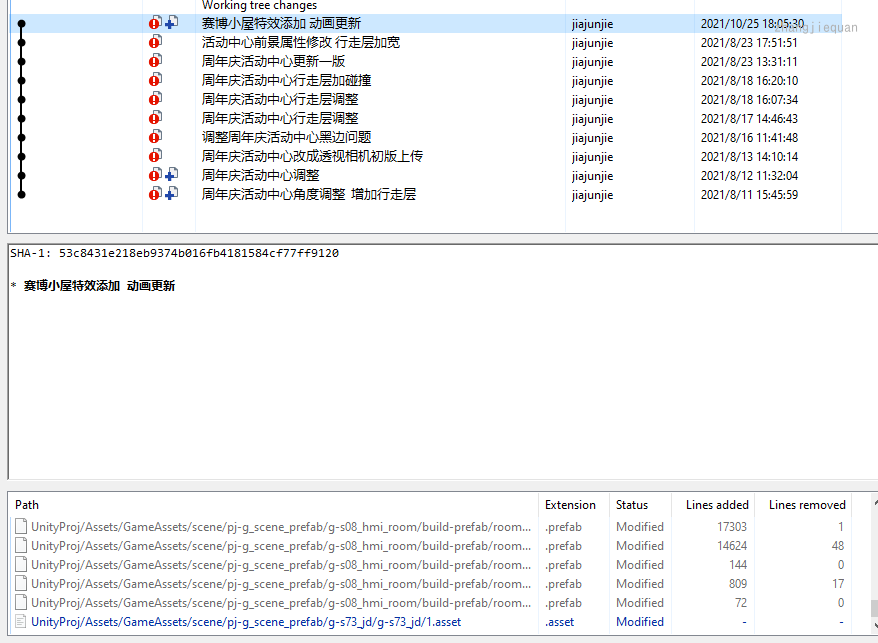 Working tree changes
赛博小屋特效添加 动画更新 jiajunjie 2021/10/25 18:05:30
zhangjiequan
活动中心前景属性修改 行走层加宽 jiajunjie 2021/8/23 17:51:51
周年庆活动中心更新一版 jiajunjie 2021/8/23 13:31:11
周年庆活动中心行走层加碰撞 jiajunjie 2021/8/18 16:20:10
周年庆活动中心行走层调整 jiajunjie 2021/8/18 16:07:34
周年庆活动中心行走层调整 jiajunjie 2021/8/17 14:46:43
调整周年庆活动中心黑边问题 jiajunjie 2021/8/16 11:41:48
周年庆活动中心改成透视相机初版上传 jiajunjie 2021/8/13 14:10:14
周年庆活动中心调整 jiajunjie 2021/8/12 11:32:04
周年庆活动中心角度调整 增加行走层 jiajunjie 2021/8/11 15:45:59
SHA-1: 53c8431e218eb9374b016fb4181584cf77ff9120
* 赛博小屋特效添加 动画更新
Path Extension Status Lines added Lines removed
UnityProj/Assets/GameAssets/scene/pj-g_scene_prefab/g-s08_hmi_room/build-prefab/room... .prefab Modified 17303 1
UnityProj/Assets/GameAssets/scene/pj-g_scene_prefab/g-s08_hmi_room/build-prefab/room... .prefab Modified 14624 48
UnityProj/Assets/GameAssets/scene/pj-g_scene_prefab/g-s08_hmi_room/build-prefab/room... .prefab Modified 144 0
UnityProj/Assets/GameAssets/scene/pj-g_scene_prefab/g-s08_hmi_room/build-prefab/room... .prefab Modified 809 17
UnityProj/Assets/GameAssets/scene/pj-g_scene_prefab/g-s08_hmi_room/build-prefab/room... .prefab Modified 72 0
UnityProj/Assets/GameAssets/scene/pj-g_scene_prefab/g-s73_jd/g-s73_jd/1.asset .asset Modified - -